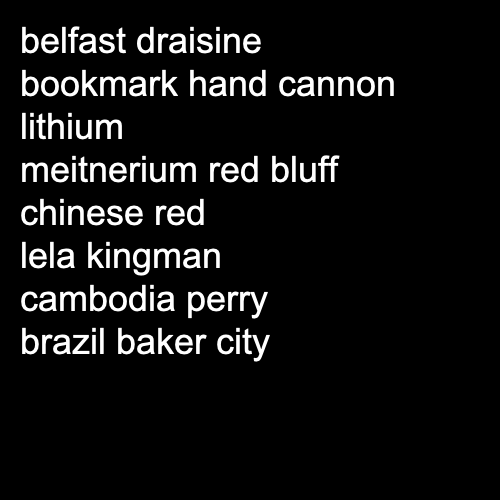 belfast draisine
bookmark hand cannon
lithium
meitnerium red bluff
chinese red
lela kingman
cambodia perry
brazil baker city